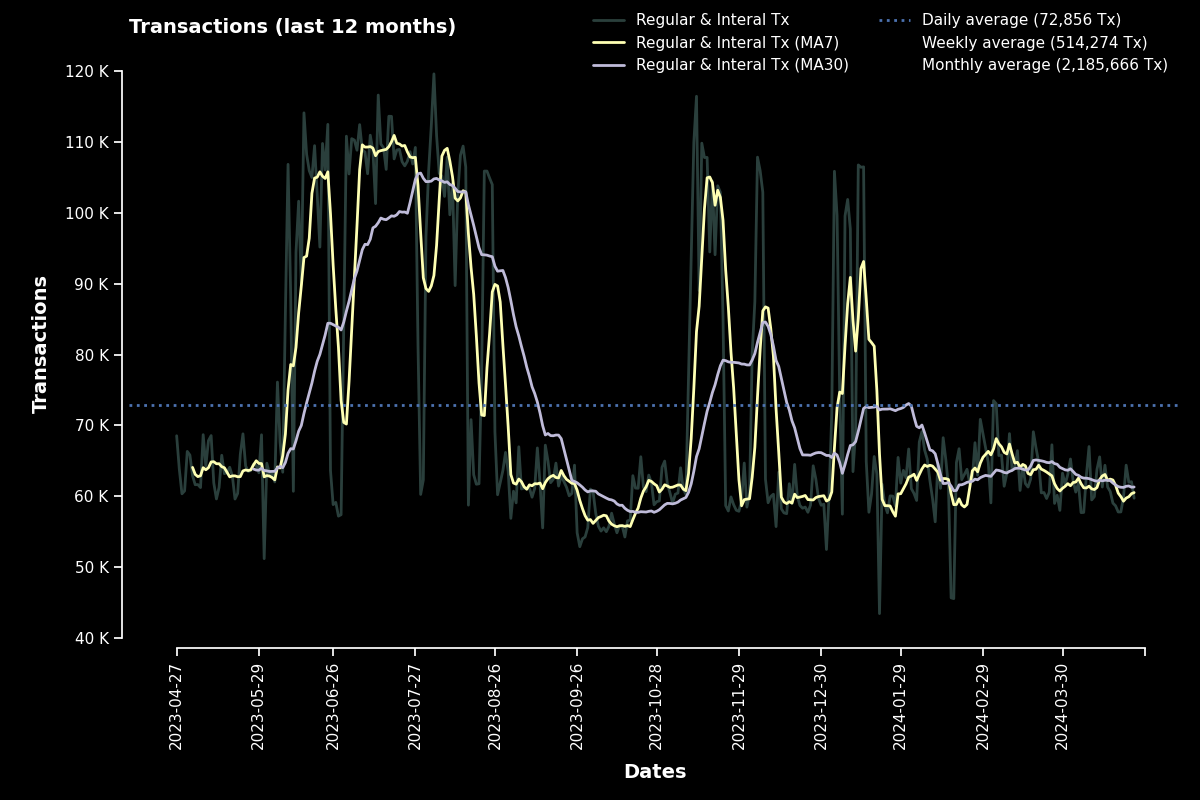 Transactions (last 12 months)
Regular & Interal Tx
Regular & Interal Tx (MA7)
Regular & Interal Tx (MA30)
Daily average (72,856 Tx)
Weekly average (514,274 Tx)
Monthly average (2,185,666 Tx)
Transactions
120 K
110 K
100 K
90 K
80 K
70 K
60 K
50 K
40 K
2023-04-27
2023-05-29
2023-06-26
2023-07-27
2023-08-26
2023-09-26
2023-10-28
2023-11-29
2023-12-30
2024-01-29
2024-02-29
2024-03-30
Dates